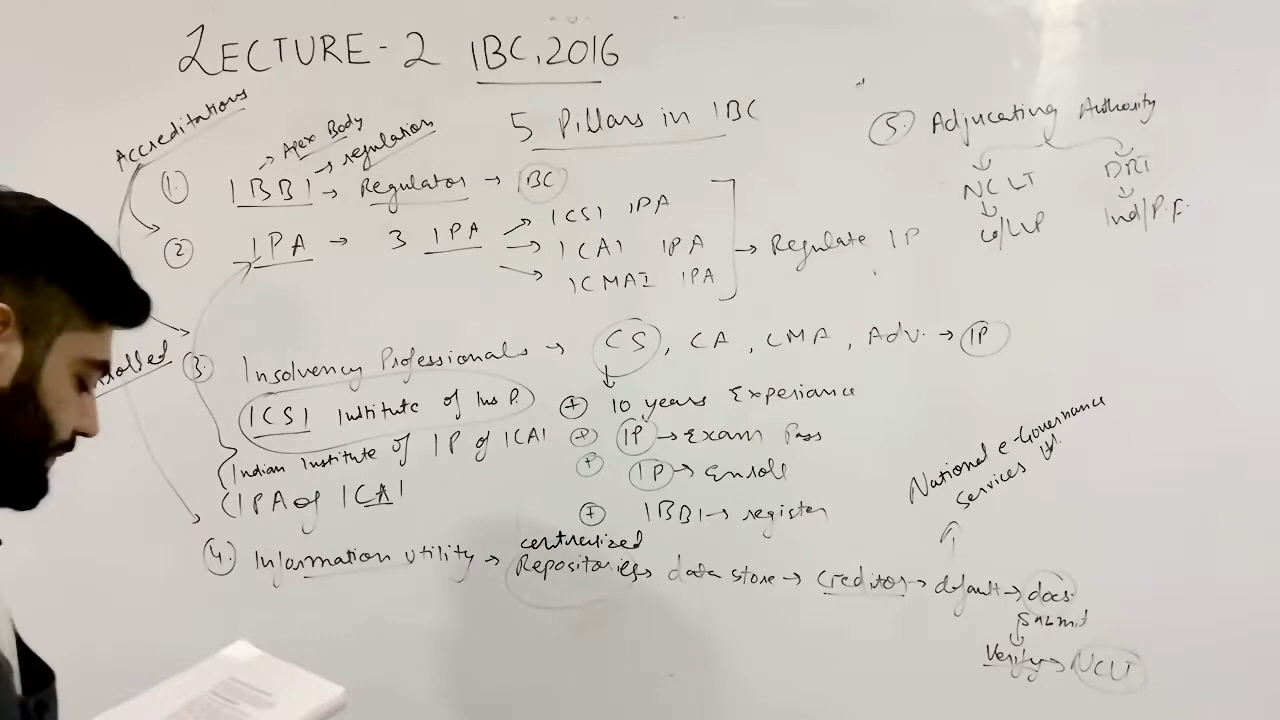 LECTURE - 2 IBC, 2016
5 Pillars in IBC
Accreditations
→ Apex Body
→ regulation
1. IBBI → Regulator → IBC
2 IPA → 3 IPA → ICSI IPA
→ ICAI IPA
→ ICMAI IPA
→ Regulate IP
3. Insolvency Professionals → CS, CA, CMA, Adv. → IP
ICSI Institute of Ins P.
Indian Institute of IP of ICAI
IPA of ICAI
+ 10 years Experiance
+ IP → Exam Pass
+ IP → enroll
+ IBBI → register
4. Information Utility → centralized Repositories → data store → creditor → default → docs.
submit
Verify → NCLT
National e-Governance
Services
5. Adjucating Authority
NCLT DRT
Co/LLP Ind/P.F.